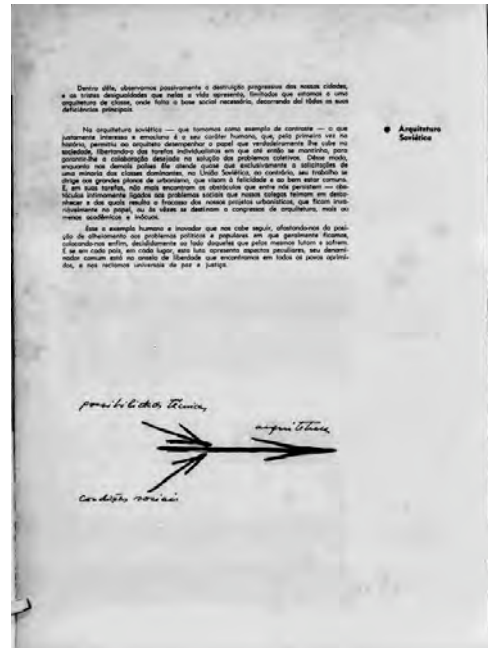 Dentro dêle, observamos passivamente a destruição progressiva das nossas cidades,
e as tristes desigualdades que nelas a vida apresenta, limitados que estamos a uma
arquitetura de classe, onde falta a base social necessária, decorrendo daí tôdas as suas
deficiências principais.
Na arquitetura soviética — que tomamos como exemplo de contraste — o que
justamente interessa e emociona é o seu caráter humano, que, pela primeira vez na
história, permitiu ao arquiteto desempenhar o papel que verdadeiramente lhe cabe na
sociedade, libertando-o das tarefas individualistas em que até então se mantinha, para
garantir-lhe a colaboração desejada na solução dos problemas coletivos. Dêsse modo,
enquanto nos demais países êle atende quase que exclusivamente a solicitações de
uma minoria das classes dominantes, na União Soviética, ao contrário, seu trabalho se
dirige aos grandes planos de urbanismo, que visam à felicidade e ao bem estar comuns.
E, em suas tarefas, não mais encontram os obstáculos que entre nós persistem — obs-
táculos intimamente ligados aos problemas sociais que nossos colegas teimam em desco-
nhecer e dos quais resulta o fracasso dos nossos projetos urbanísticos, que ficam inva-
riàvelmente no papel, ou às vêzes se destinam a congressos de arquitetura, mais ou
menos acadêmicos e inócuos.
Esse o exemplo humano e inovador que nos cabe seguir, afastando-nos da posi-
ção de alheiamento aos problemas políticos e populares em que geralmente ficamos,
colocando-nos enfim, decididamente ao lado daqueles que pelos mesmos lutam e sofrem.
E se em cada país, em cada lugar, esta luta apresenta aspectos peculiares, seu denomi-
nador comum está no anseio de liberdade que encontramos em todos os povos oprimi-
dos, e nos reclamos universais de paz e justiça.
● Arquitetura
Soviética
possibilidades técnicas
arquitetura
condições sociais